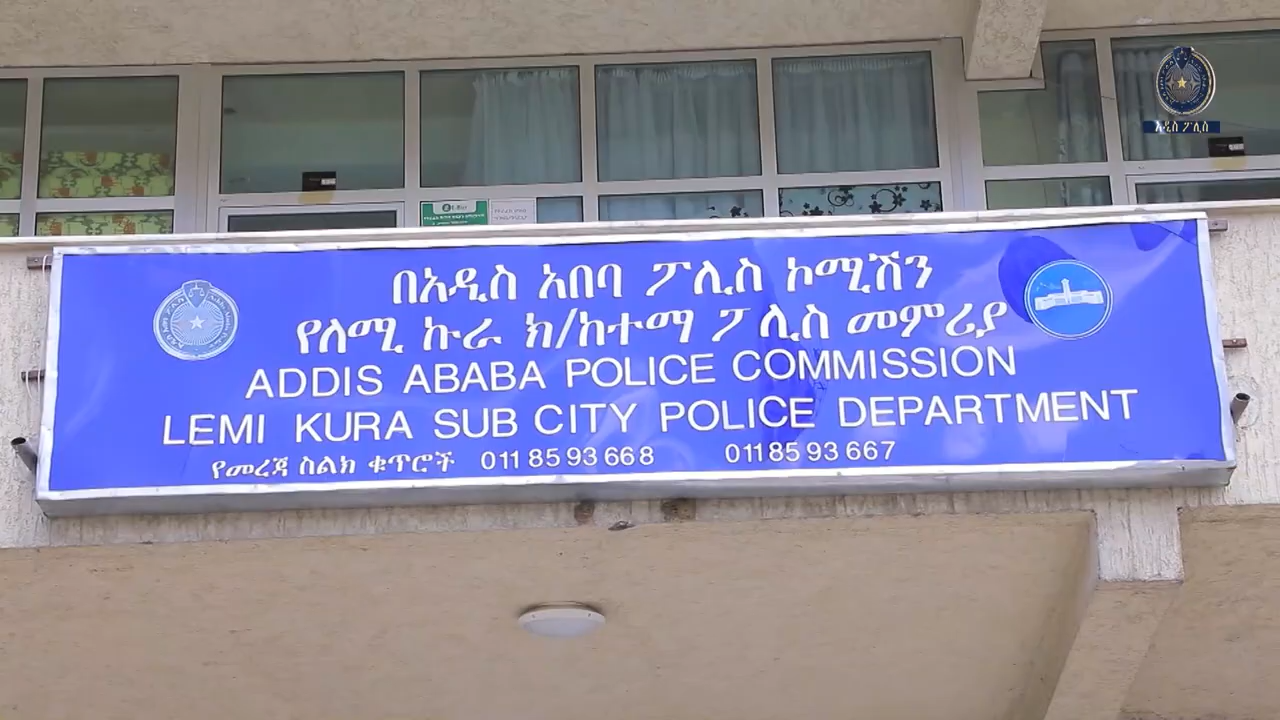 አዲስ ፖሊስ
በአዲስ አበባ ፖሊስ ኮሚሽን
የለሚ ኩራ ክ/ከተማ ፖሊስ መምሪያ
ADDIS ABABA POLICE COMMISSION
LEMI KURA SUB CITY POLICE DEPARTMENT
የመረጃ ስልክ ቁጥሮች 011 85 93 668 011 85 93 667